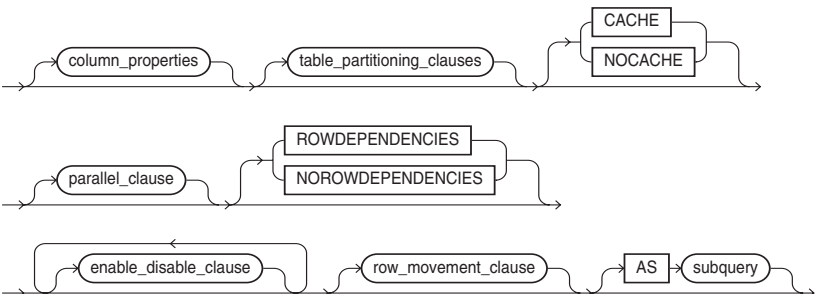 column_properties table_partitioning_clauses CACHE
NOCACHE
parallel_clause ROWDEPENDENCIES
NOROWDEPENDENCIES
enable_disable_clause row_movement_clause AS subquery